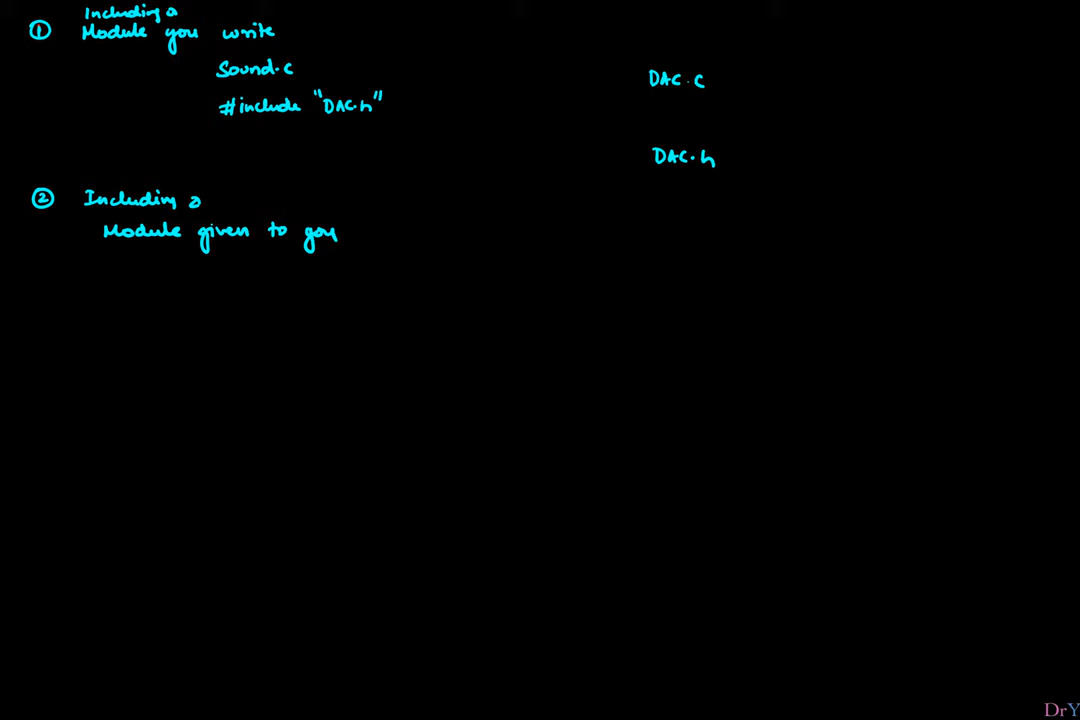 Including a
① Module you write
Sound.c
#include "DAC.h"
DAC.c
DAC.h
② Including a
Module given to you
DrY